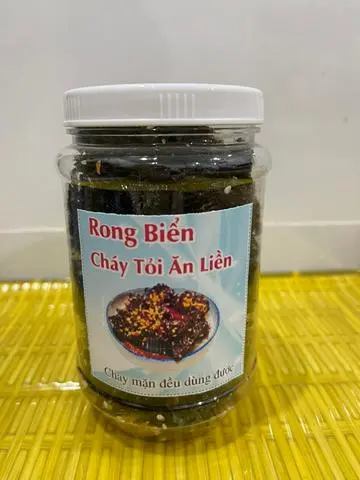 Rong Biển
Cháy Tỏi Ăn Liền
Chay mặn đều dùng được